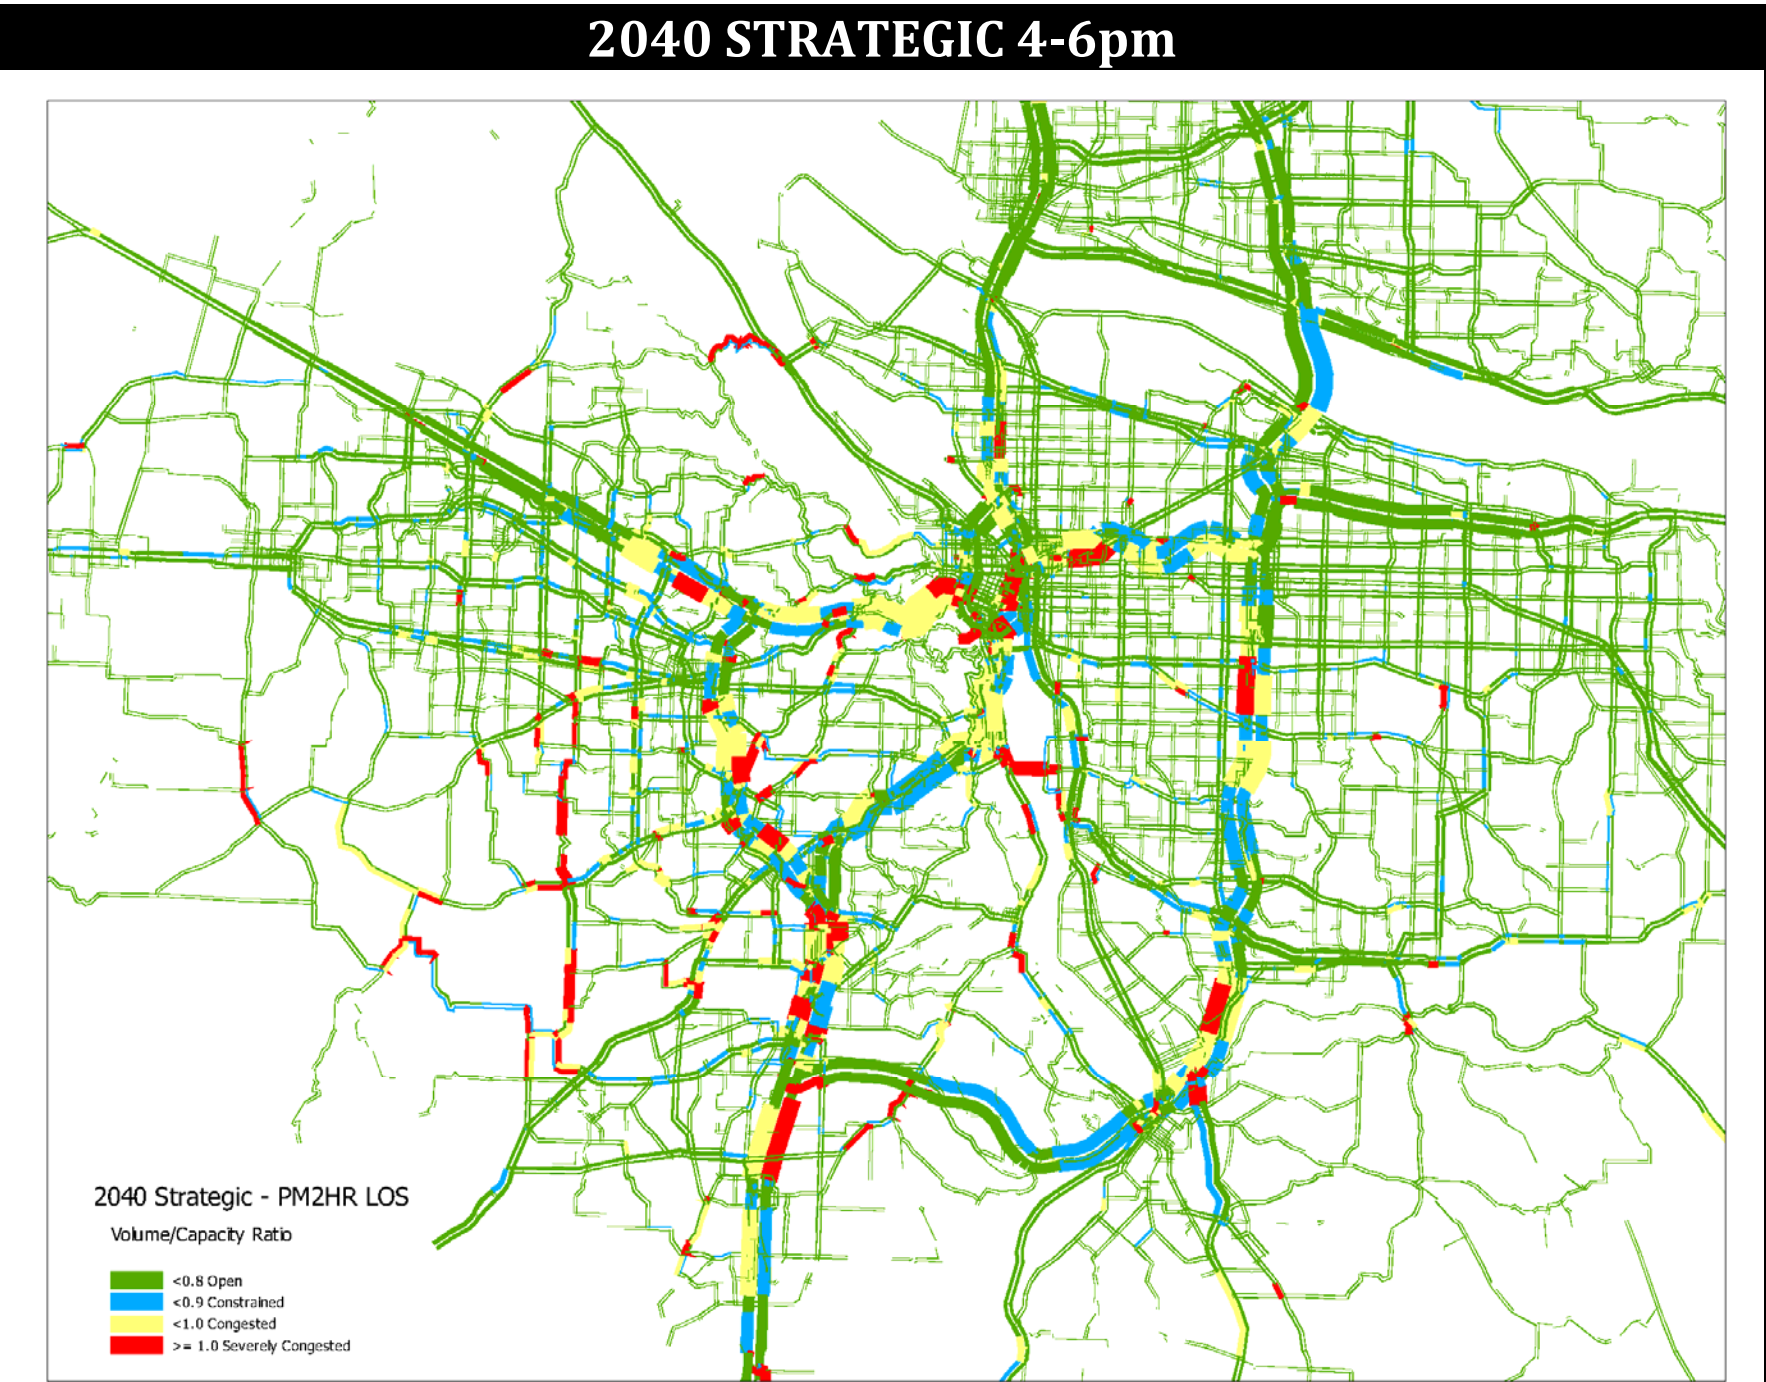 2040 STRATEGIC 4-6pm
2040 Strategic - PM2HR LOS
Volume/Capacity Ratio
<0.8 Open
<0.9 Constrained
<1.0 Congested
>= 1.0 Severely Congested